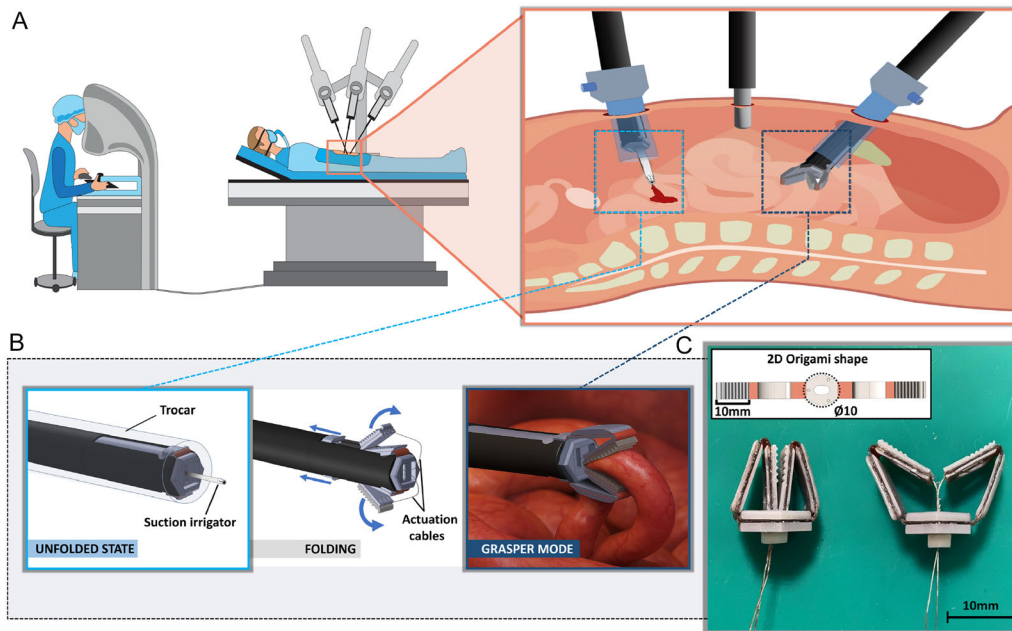 A
B
Trocar
Suction irrigator
UNFOLDED STATE
Actuation
cables
FOLDING
GRASPER MODE
C
2D Origami shape
10mm
Ø10
10mm